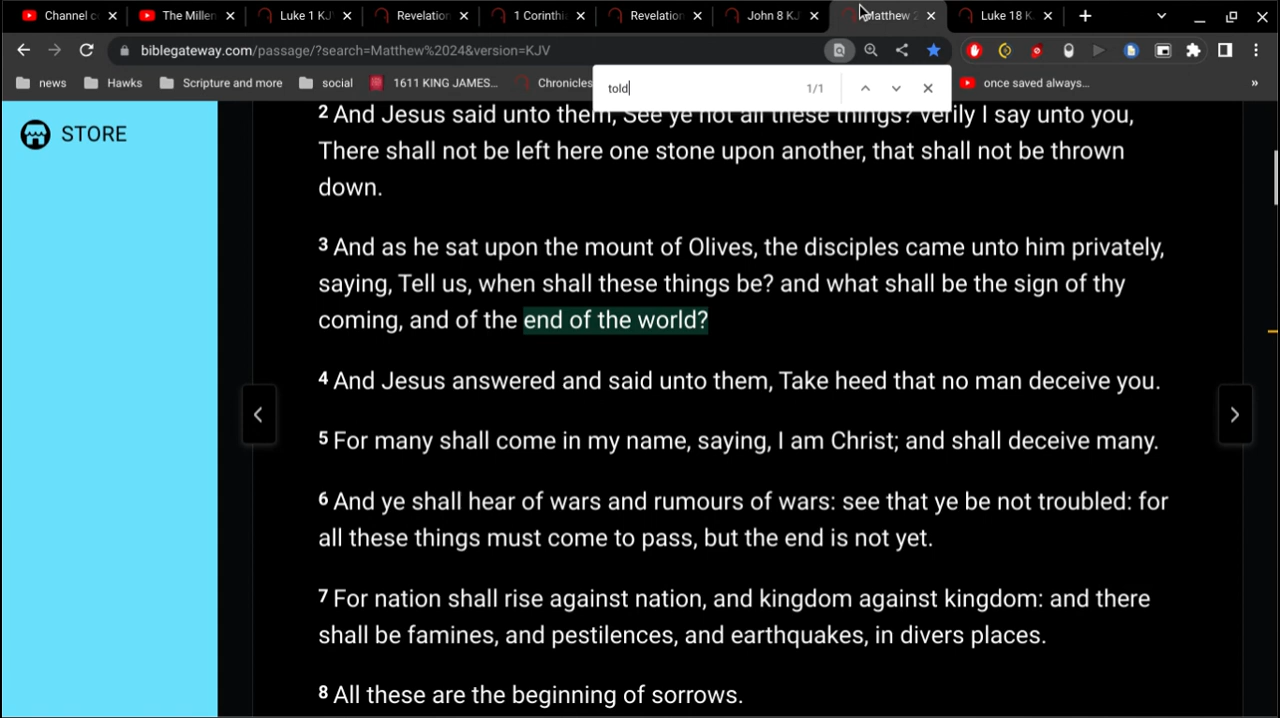 Channel c
The Millen
Luke 1 KJ
Revelation
1 Corinthi
Revelation
John 8 KJ
Matthew 2
Luke 18 K
biblegateway.com/passage/?search=Matthew%2024&version=KJV
news
Hawks
Scripture and more
social
1611 KING JAMES...
Chronicles
once saved always...
»
told
1/1
STORE
2 And Jesus said unto them, See ye not all these things? verily I say unto you,
There shall not be left here one stone upon another, that shall not be thrown
down.
3 And as he sat upon the mount of Olives, the disciples came unto him privately,
saying, Tell us, when shall these things be? and what shall be the sign of thy
coming, and of the end of the world?
4 And Jesus answered and said unto them, Take heed that no man deceive you.
5 For many shall come in my name, saying, I am Christ; and shall deceive many.
6 And ye shall hear of wars and rumours of wars: see that ye be not troubled: for
all these things must come to pass, but the end is not yet.
7 For nation shall rise against nation, and kingdom against kingdom: and there
shall be famines, and pestilences, and earthquakes, in divers places.
8 All these are the beginning of sorrows.